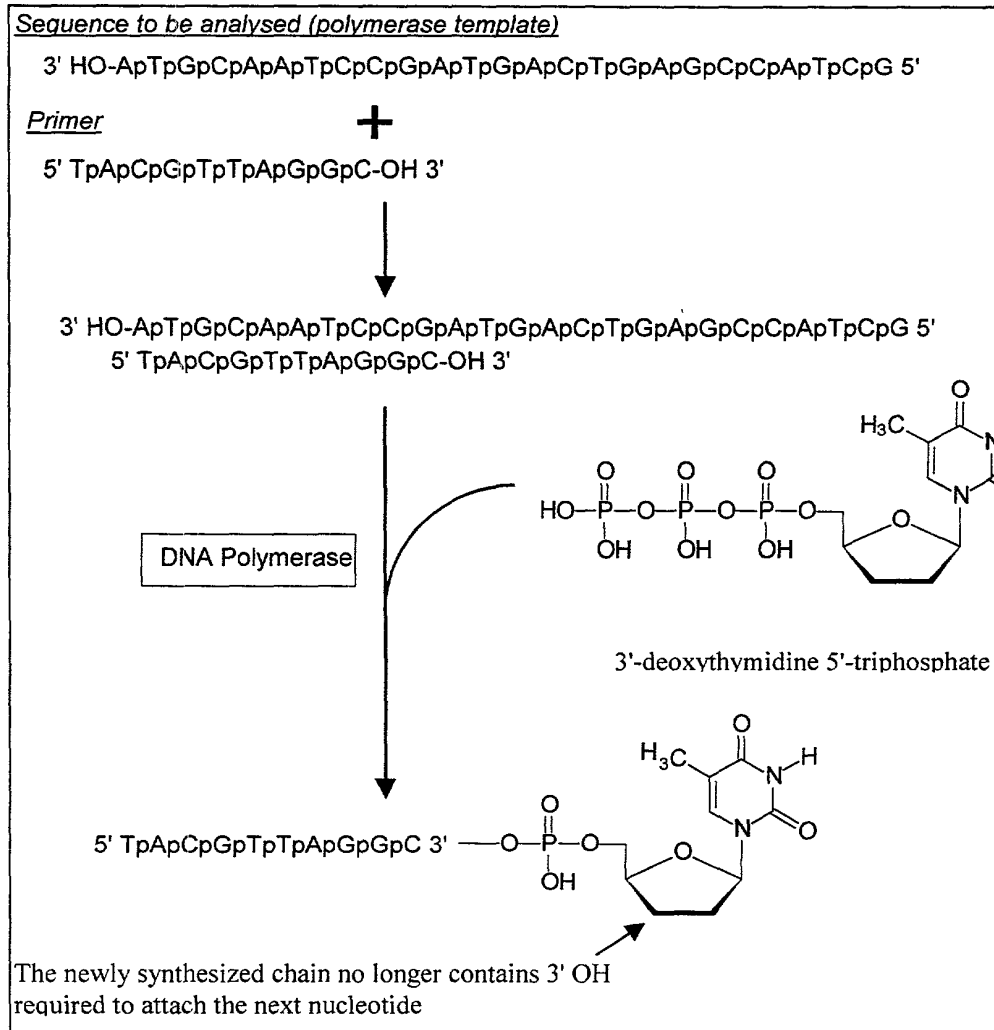 Sequence to be analysed (polymerase template)
3' HO-ApTpGpCpApApTpCpCpGpApTpGpApCpTpGpApGpCpCpApTpCpG 5'
Primer
+
5' TpApCpGpTpTpApGpGpC-OH 3'
3' HO-ApTpGpCpApApTpCpCpGpApTpGpApCpTpGpApGpCpCpApTpCpG 5'
5' TpApCpGpTpTpApGpGpC-OH 3'
O
H₃C N
O O O N
HO–P–O–P–O–P–O O
OH OH OH
DNA Polymerase
3'-deoxythymidine 5'-triphosphate
O
H₃C N–H
O N O
5' TpApCpGpTpTpApGpGpC 3' –O–P–O O
OH
The newly synthesized chain no longer contains 3' OH
required to attach the next nucleotide